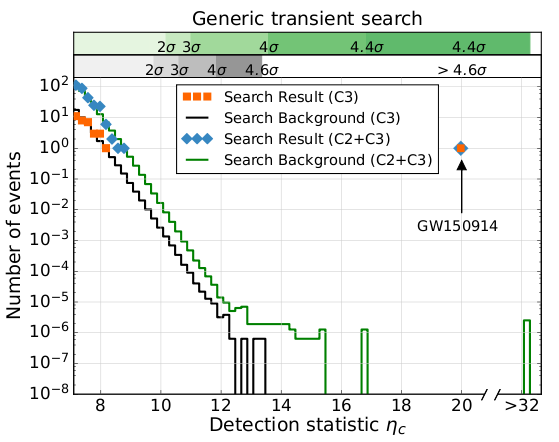 Generic transient search
2σ 3σ 4σ 4.4σ 4.4σ
2σ 3σ 4σ 4.6σ > 4.6σ
Search Result (C3)
Search Background (C3)
Search Result (C2+C3)
Search Background (C2+C3)
GW150914
Number of events
10²
10¹
10⁰
10⁻¹
10⁻²
10⁻³
10⁻⁴
10⁻⁵
10⁻⁶
10⁻⁷
10⁻⁸
8 10 12 14 16 18 20 >32
Detection statistic η_c